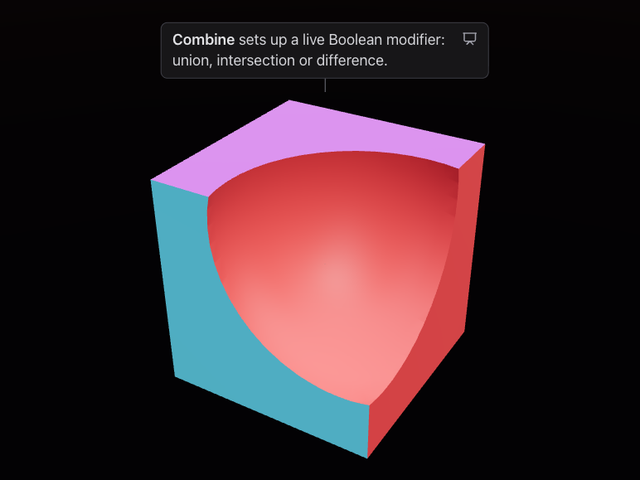 Combine sets up a live Boolean modifier:
union, intersection or difference.